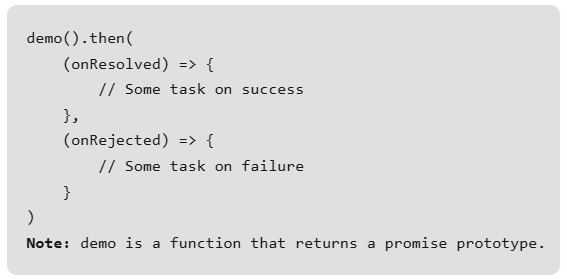 demo().then(
    (onResolved) => {
        // Some task on success
    },
    (onRejected) => {
        // Some task on failure
    }
)
Note: demo is a function that returns a promise prototype.